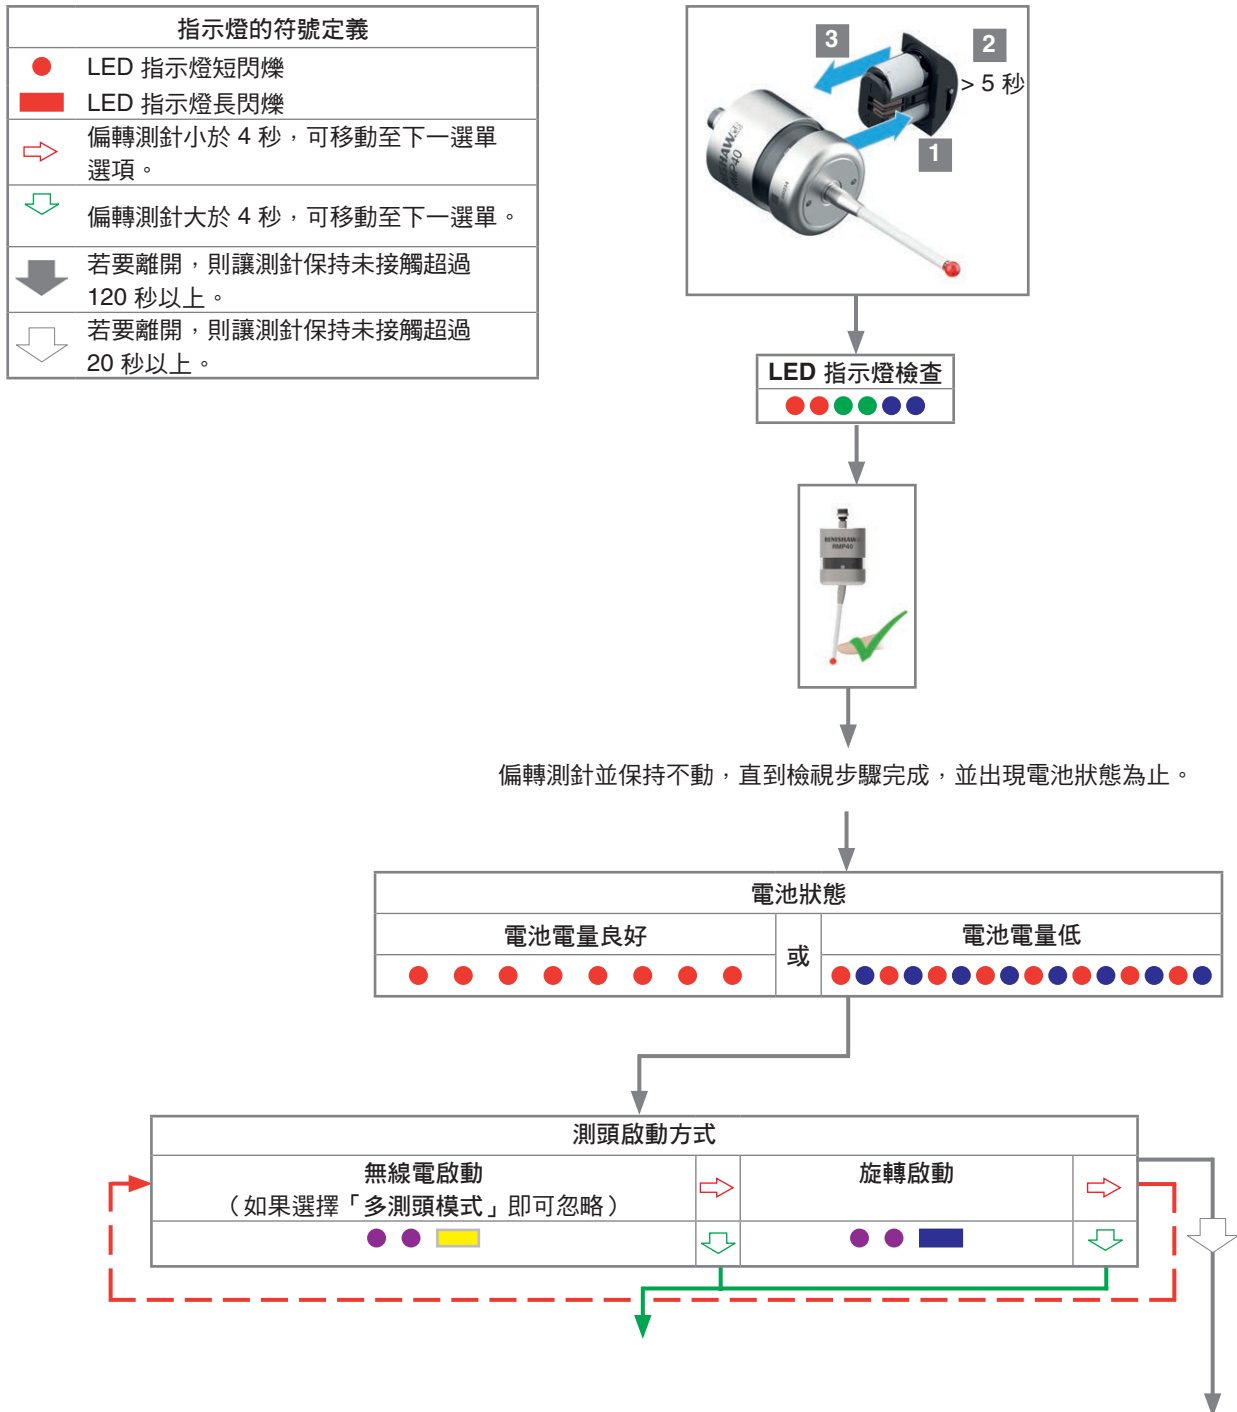 指示燈的符號定義
LED 指示燈短閃爍
LED 指示燈長閃爍
偏轉測針小於 4 秒，可移動至下一選單
選項。
偏轉測針大於 4 秒，可移動至下一選單。
若要離開，則讓測針保持未接觸超過
120 秒以上。
若要離開，則讓測針保持未接觸超過
20 秒以上。
3
2
> 5 秒
1
RENISHAW
RMP40
LED 指示燈檢查
RENISHAW
RMP40
偏轉測針並保持不動，直到檢視步驟完成，並出現電池狀態為止。
電池狀態
電池電量良好
或
電池電量低
測頭啟動方式
無線電啟動
（如果選擇「多測頭模式」即可忽略）
旋轉啟動